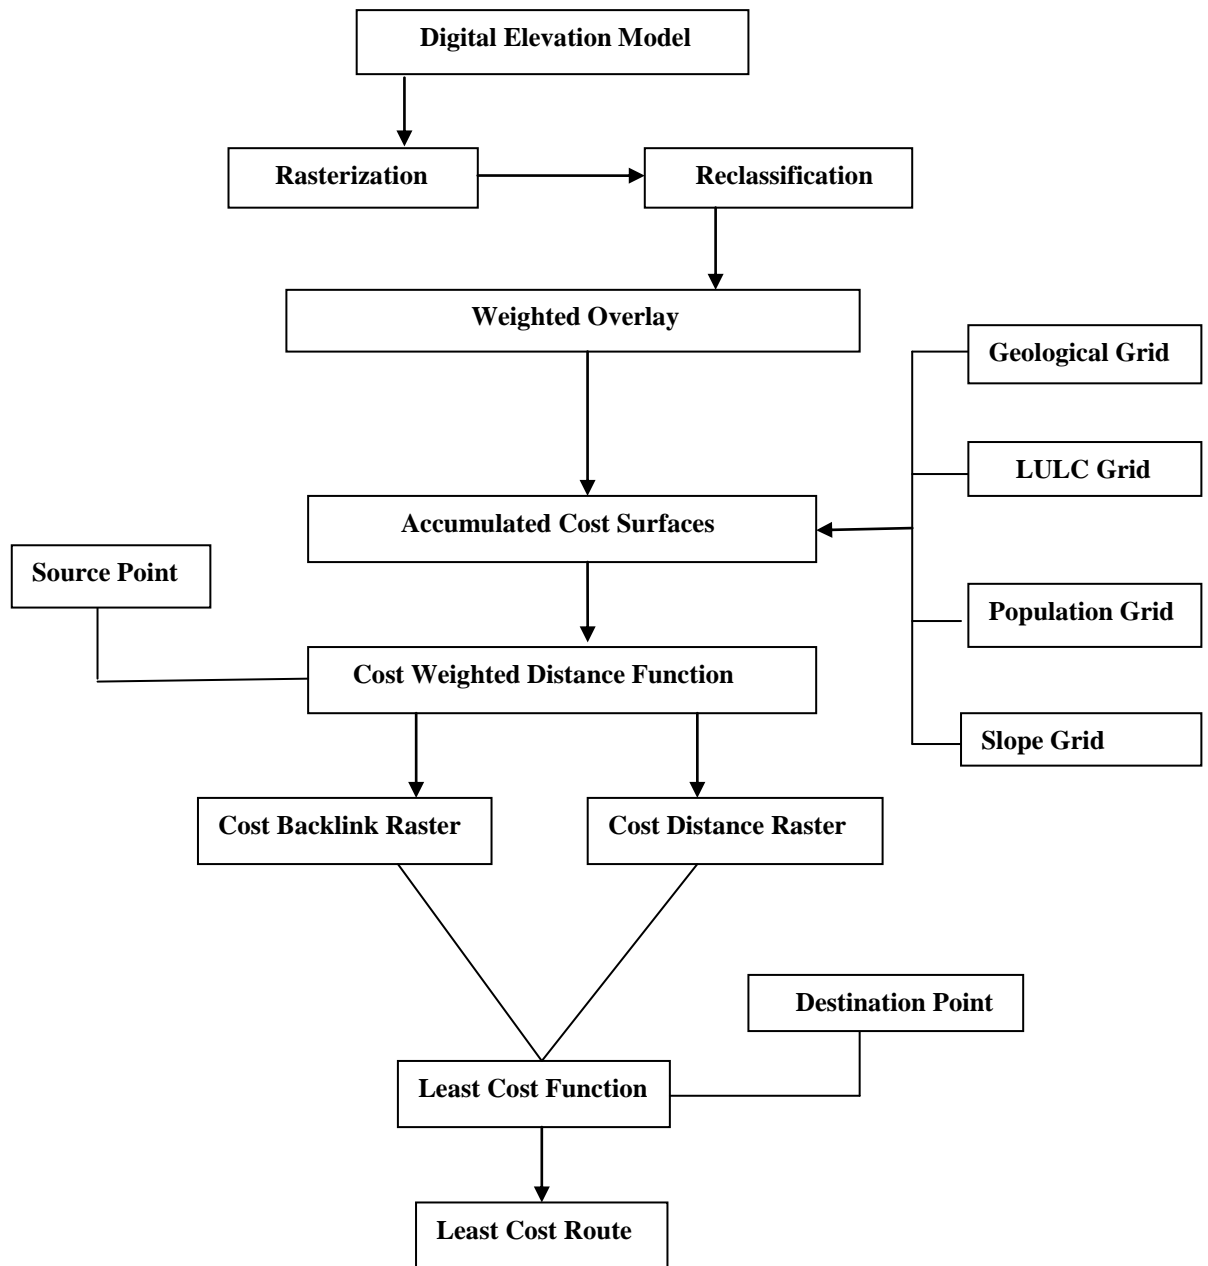 Digital Elevation Model
Rasterization
Reclassification
Weighted Overlay
Geological Grid
LULC Grid
Accumulated Cost Surfaces
Source Point
Population Grid
Cost Weighted Distance Function
Slope Grid
Cost Backlink Raster
Cost Distance Raster
Destination Point
Least Cost Function
Least Cost Route